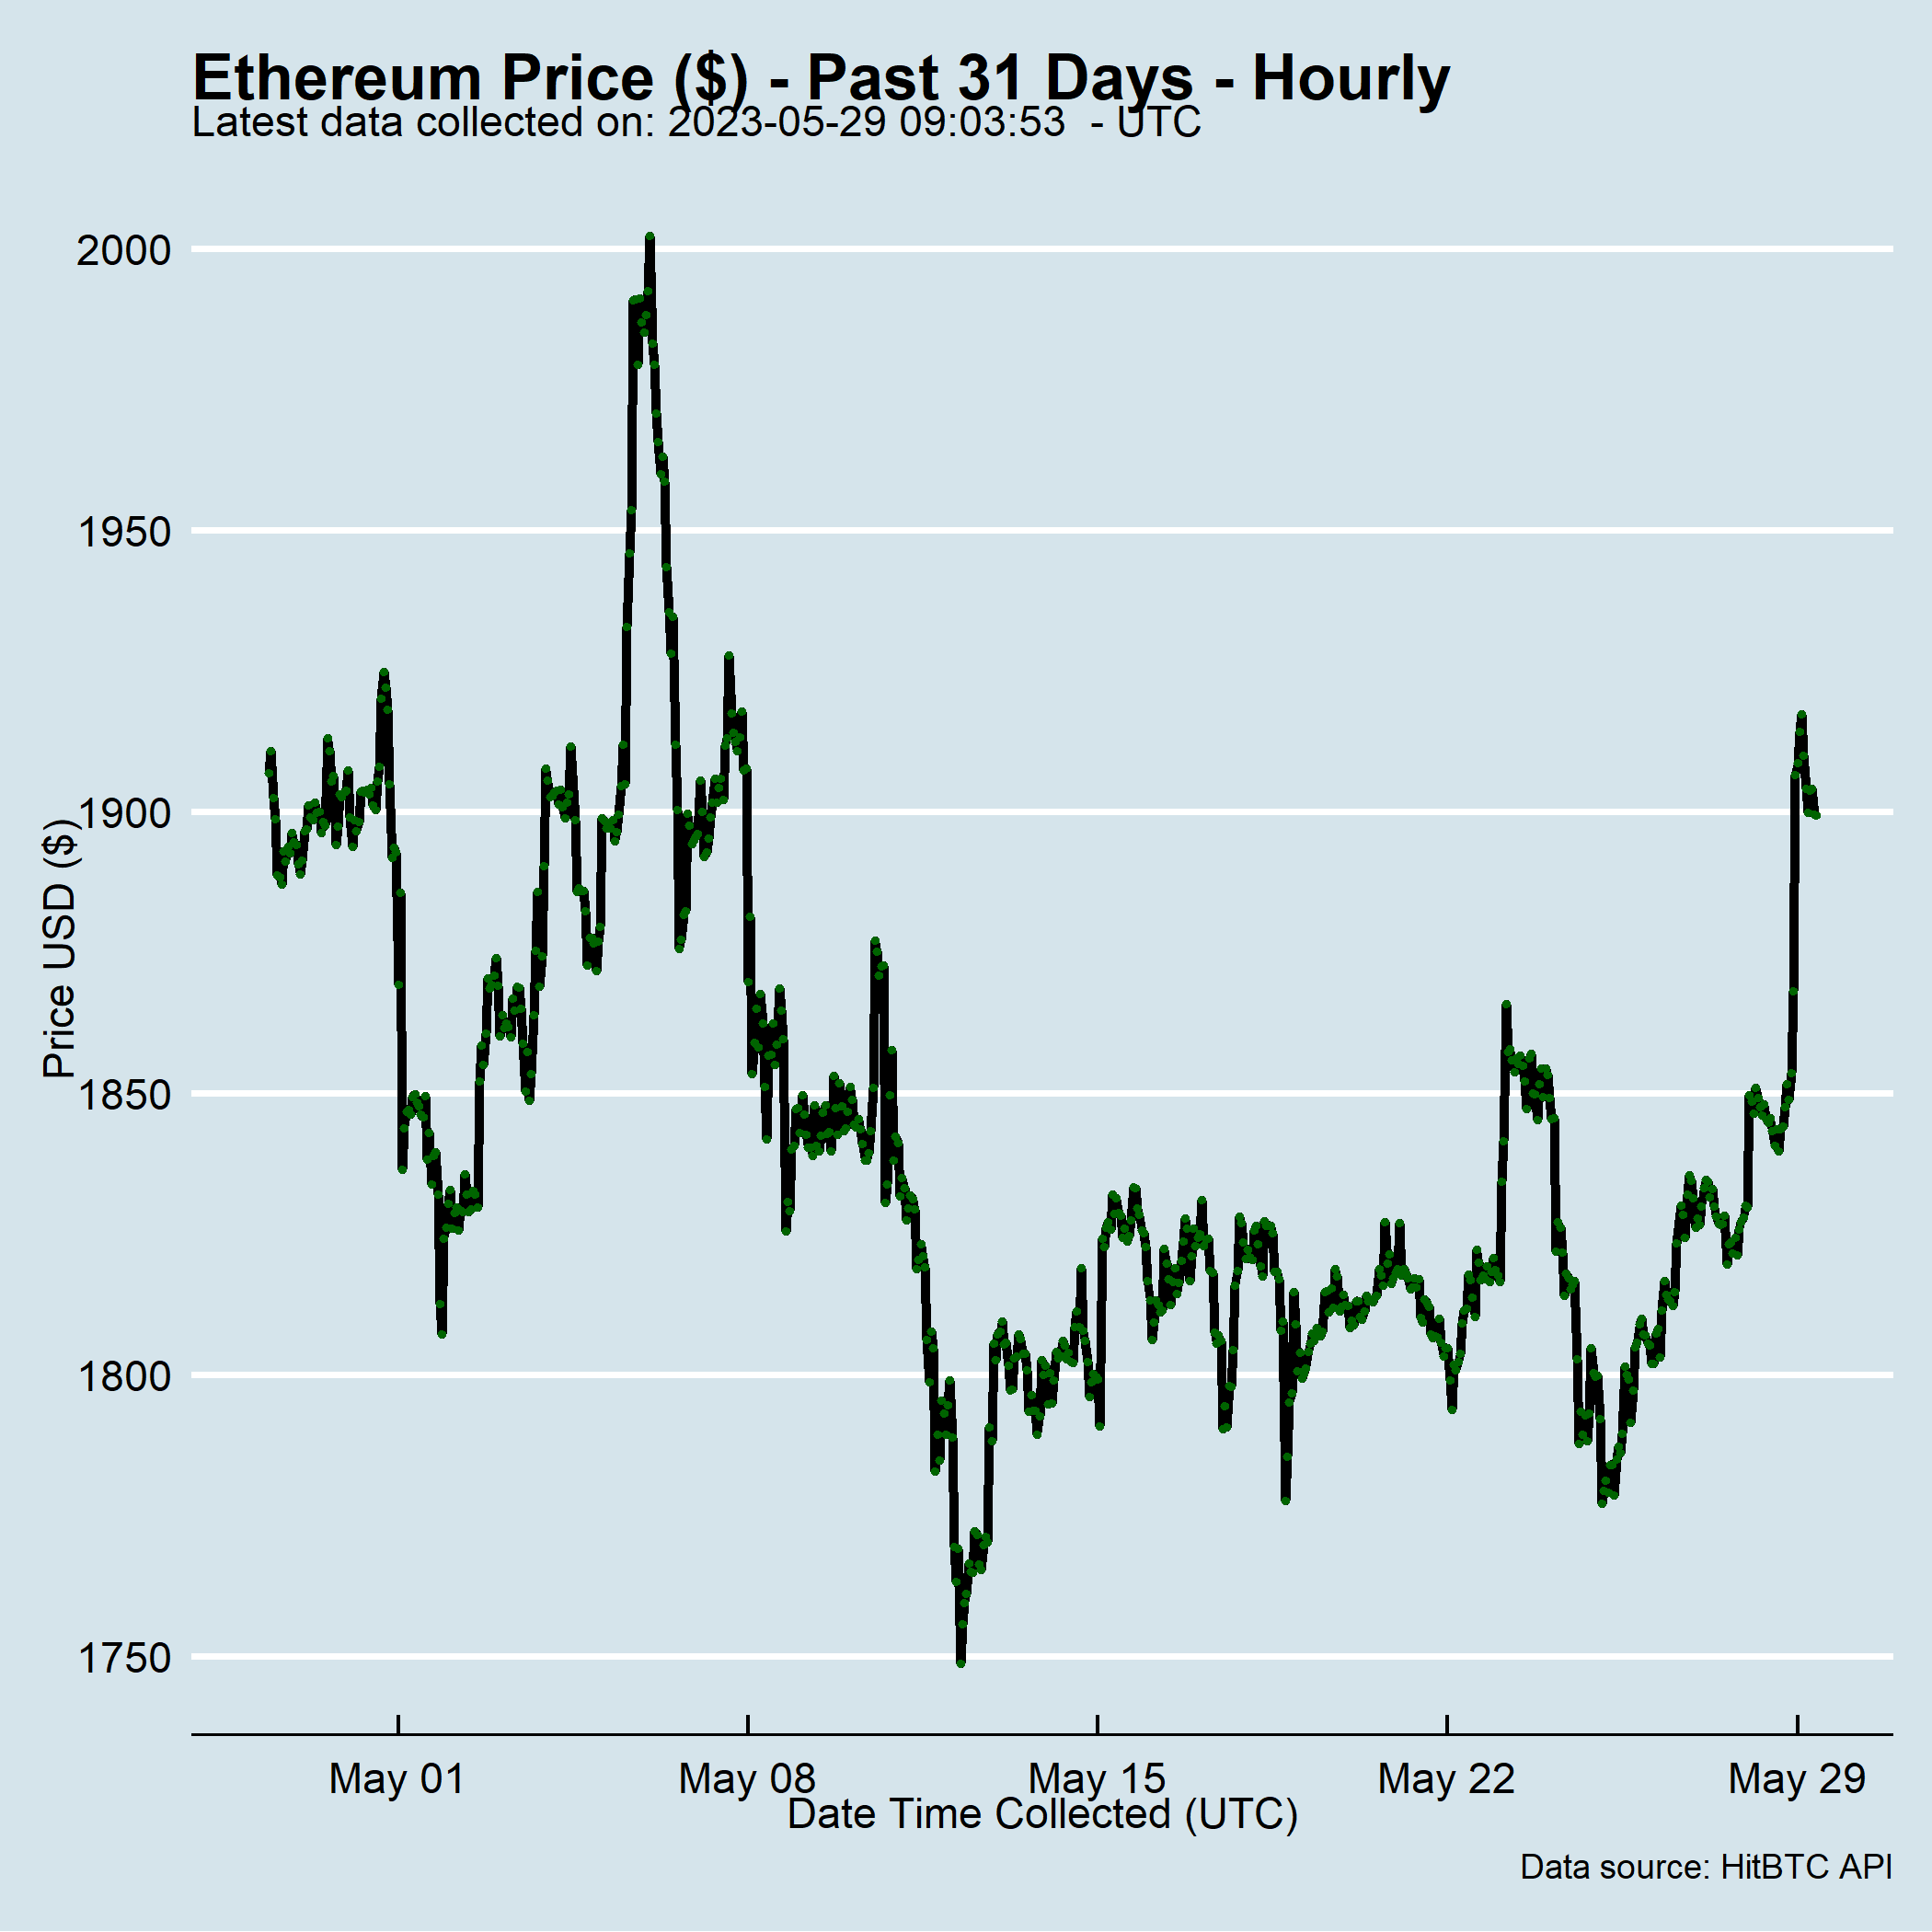 Ethereum Price ($) - Past 31 Days - Hourly
Latest data collected on: 2023-05-29 09:03:53  - UTC
2000
1950
1900
1850
1800
1750
Price USD ($)
May 01
May 08
May 15
May 22
May 29
Date Time Collected (UTC)
Data source: HitBTC API